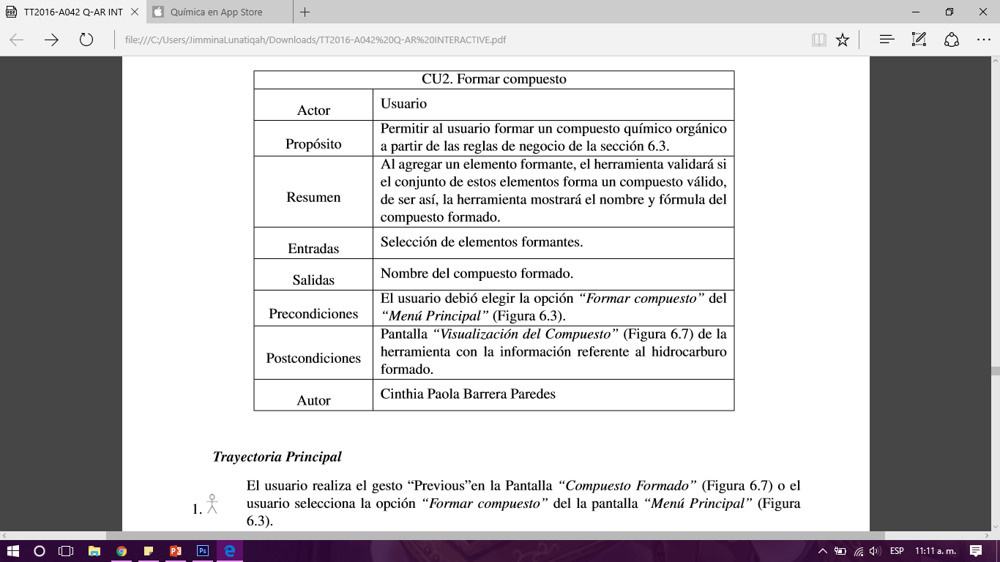 TT2016-A042 Q-AR INT
Química en App Store
file:///C:/Users/JimminaLunatiqah/Downloads/TT2016-A042%20Q-AR%20INTERACTIVE.pdf
CU2. Formar compuesto
Actor
Usuario
Propósito
Permitir al usuario formar un compuesto químico orgánico
a partir de las reglas de negocio de la sección 6.3.
Resumen
Al agregar un elemento formante, el herramienta validará si
el conjunto de estos elementos forma un compuesto válido,
de ser así, la herramienta mostrará el nombre y fórmula del
compuesto formado.
Entradas
Selección de elementos formantes.
Salidas
Nombre del compuesto formado.
Precondiciones
El usuario debió elegir la opción “Formar compuesto” del
“Menú Principal” (Figura 6.3).
Postcondiciones
Pantalla “Visualización del Compuesto” (Figura 6.7) de la
herramienta con la información referente al hidrocarburo
formado.
Autor
Cinthia Paola Barrera Paredes
Trayectoria Principal
1.
El usuario realiza el gesto “Previous”en la Pantalla “Compuesto Formado” (Figura 6.7) o el
usuario selecciona la opción “Formar compuesto” del la pantalla “Menú Principal” (Figura
6.3).
ESP
11:11 a. m.